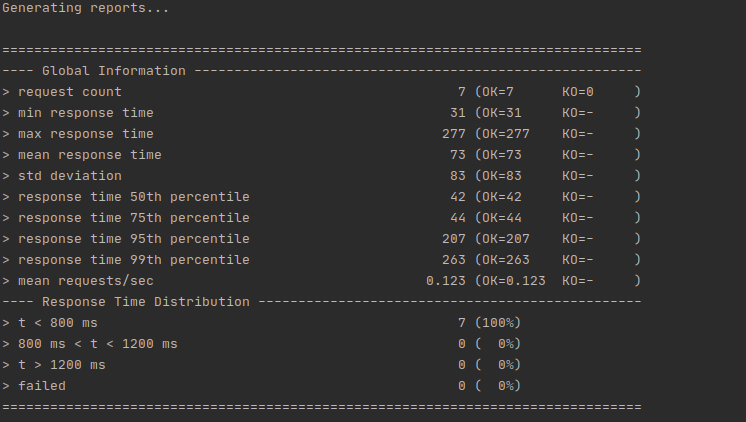 Generating reports...
================================================================================
---- Global Information --------------------------------------------------------
> request count                                          7 (OK=7      KO=0     )
> min response time                                     31 (OK=31     KO=-     )
> max response time                                    277 (OK=277    KO=-     )
> mean response time                                    73 (OK=73     KO=-     )
> std deviation                                         83 (OK=83     KO=-     )
> response time 50th percentile                         42 (OK=42     KO=-     )
> response time 75th percentile                         44 (OK=44     KO=-     )
> response time 95th percentile                        207 (OK=207    KO=-     )
> response time 99th percentile                        263 (OK=263    KO=-     )
> mean requests/sec                                  0.123 (OK=0.123  KO=-     )
---- Response Time Distribution ------------------------------------------------
> t < 800 ms                                             7 (100%)
> 800 ms < t < 1200 ms                                   0 (  0%)
> t > 1200 ms                                            0 (  0%)
> failed                                                 0 (  0%)
================================================================================